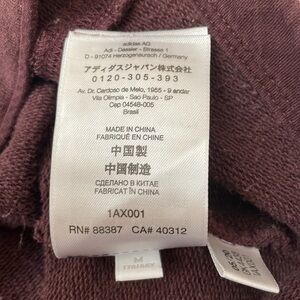 adidas AG
Adi - Dassler - Strasse 1
D - 91074 Herzogenaurach / Germany
アディダスジャパン株式会社
0120-305-393
Av. Dr. Cardoso de Melo, 1955 - 9 andar
Vila Olimpia - Sao Paulo - SP
Cep 04548-005
Brasil
MADE IN CHINA
FABRIQUÉ EN CHINE
中国製
中国制造
СДЕЛАНО В КИТАЕ
FABRICAT ÎN CHINA
1AX001
RN# 88387 CA# 40312
M